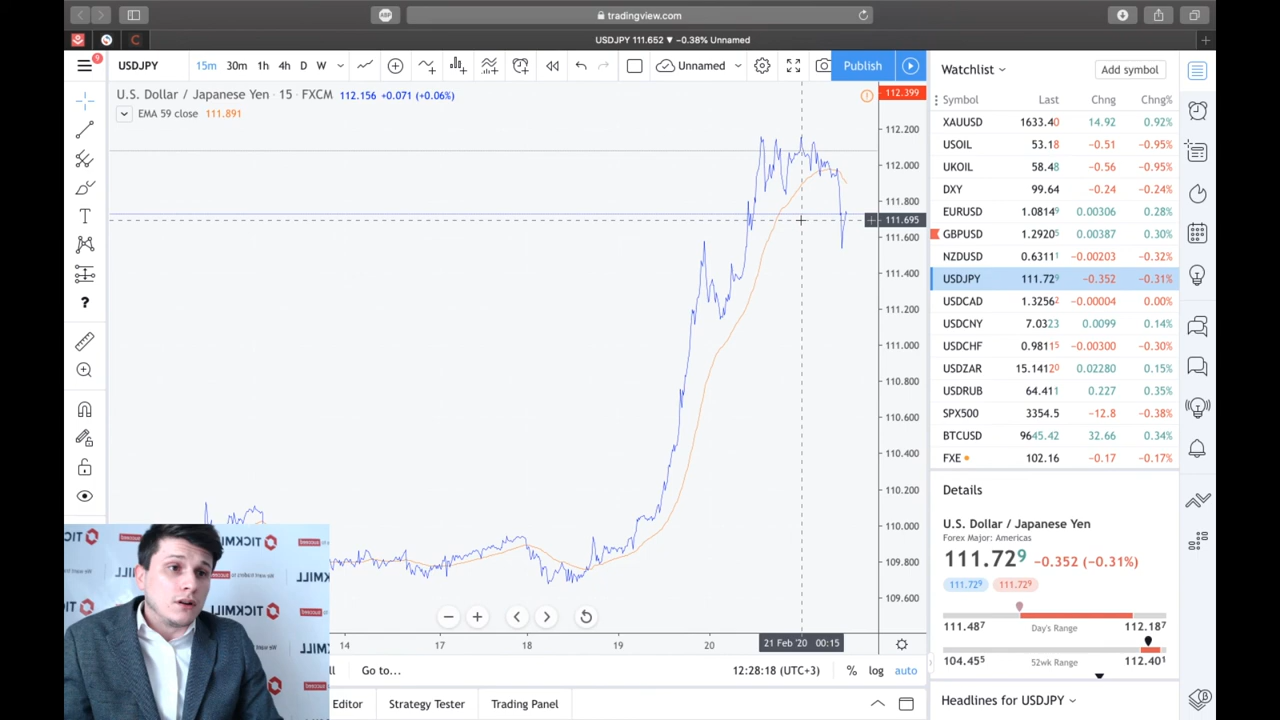 ABP
tradingview.com
USDJPY 111.652 ▼ −0.38% Unnamed
9
USDJPY
15m
30m
1h
4h
D
W
Unnamed
Publish
U.S. Dollar / Japanese Yen · 15 · FXCM 112.156 +0.071 (+0.06%)
EMA 59 close 111.891
112.399
112.200
112.000
111.800
111.695
111.600
111.400
111.200
111.000
110.800
110.600
110.400
110.200
110.000
109.800
109.600
14
17
18
19
20
21 Feb '20 00:15
Go to...
12:28:18 (UTC+3)
%
log
auto
Editor
Strategy Tester
Trading Panel
Watchlist
Add symbol
Symbol Last Chng Chng%
XAUUSD 1633.40 14.92 0.92%
USOIL 53.18 −0.51 −0.95%
UKOIL 58.48 −0.56 −0.95%
DXY 99.64 −0.24 −0.24%
EURUSD 1.08149 0.00306 0.28%
GBPUSD 1.29205 0.00387 0.30%
NZDUSD 0.63111 −0.00203 −0.32%
USDJPY 111.729 −0.352 −0.31%
USDCAD 1.32562 −0.00004 0.00%
USDCNY 7.0323 0.0099 0.14%
USDCHF 0.98115 −0.00300 −0.30%
USDZAR 15.14120 0.02280 0.15%
USDRUB 64.411 0.227 0.35%
SPX500 3354.5 −12.8 −0.38%
BTCUSD 9645.42 32.66 0.34%
FXE 102.16 −0.17 −0.17%
Details
U.S. Dollar / Japanese Yen
Forex Major: Americas
111.729 −0.352 (−0.31%)
111.729 111.729
111.487 Day's Range 112.187
104.455 52wk Range 112.401
Headlines for USDJPY
TICKMILL
TICKMILL